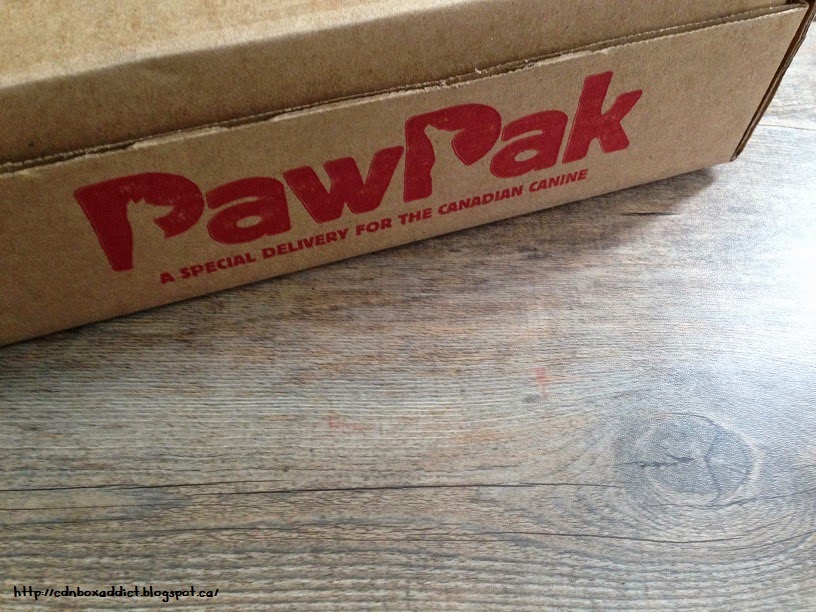 PawPak
A SPECIAL DELIVERY FOR THE CANADIAN CANINE
http://cdnboxaddict.blogspot.ca/